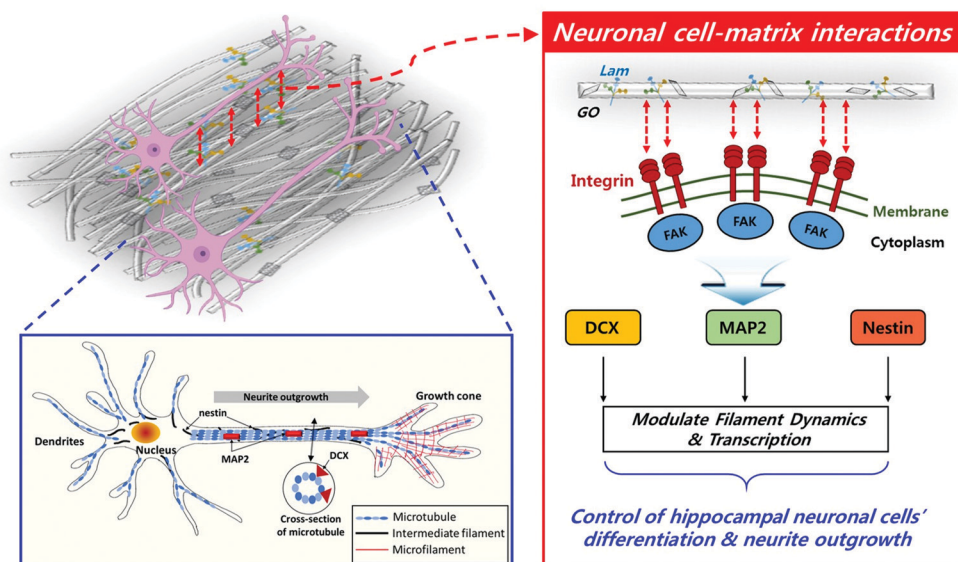 Neuronal cell-matrix interactions
Lam
GO
Integrin
Membrane
FAK
FAK
FAK
Cytoplasm
DCX
MAP2
Nestin
Modulate Filament Dynamics
& Transcription
Control of hippocampal neuronal cells'
differentiation & neurite outgrowth
Neurite outgrowth
Growth cone
nestin
Dendrites
Nucleus
MAP2
DCX
Cross-section
of microtubule
Microtubule
Intermediate filament
Microfilament